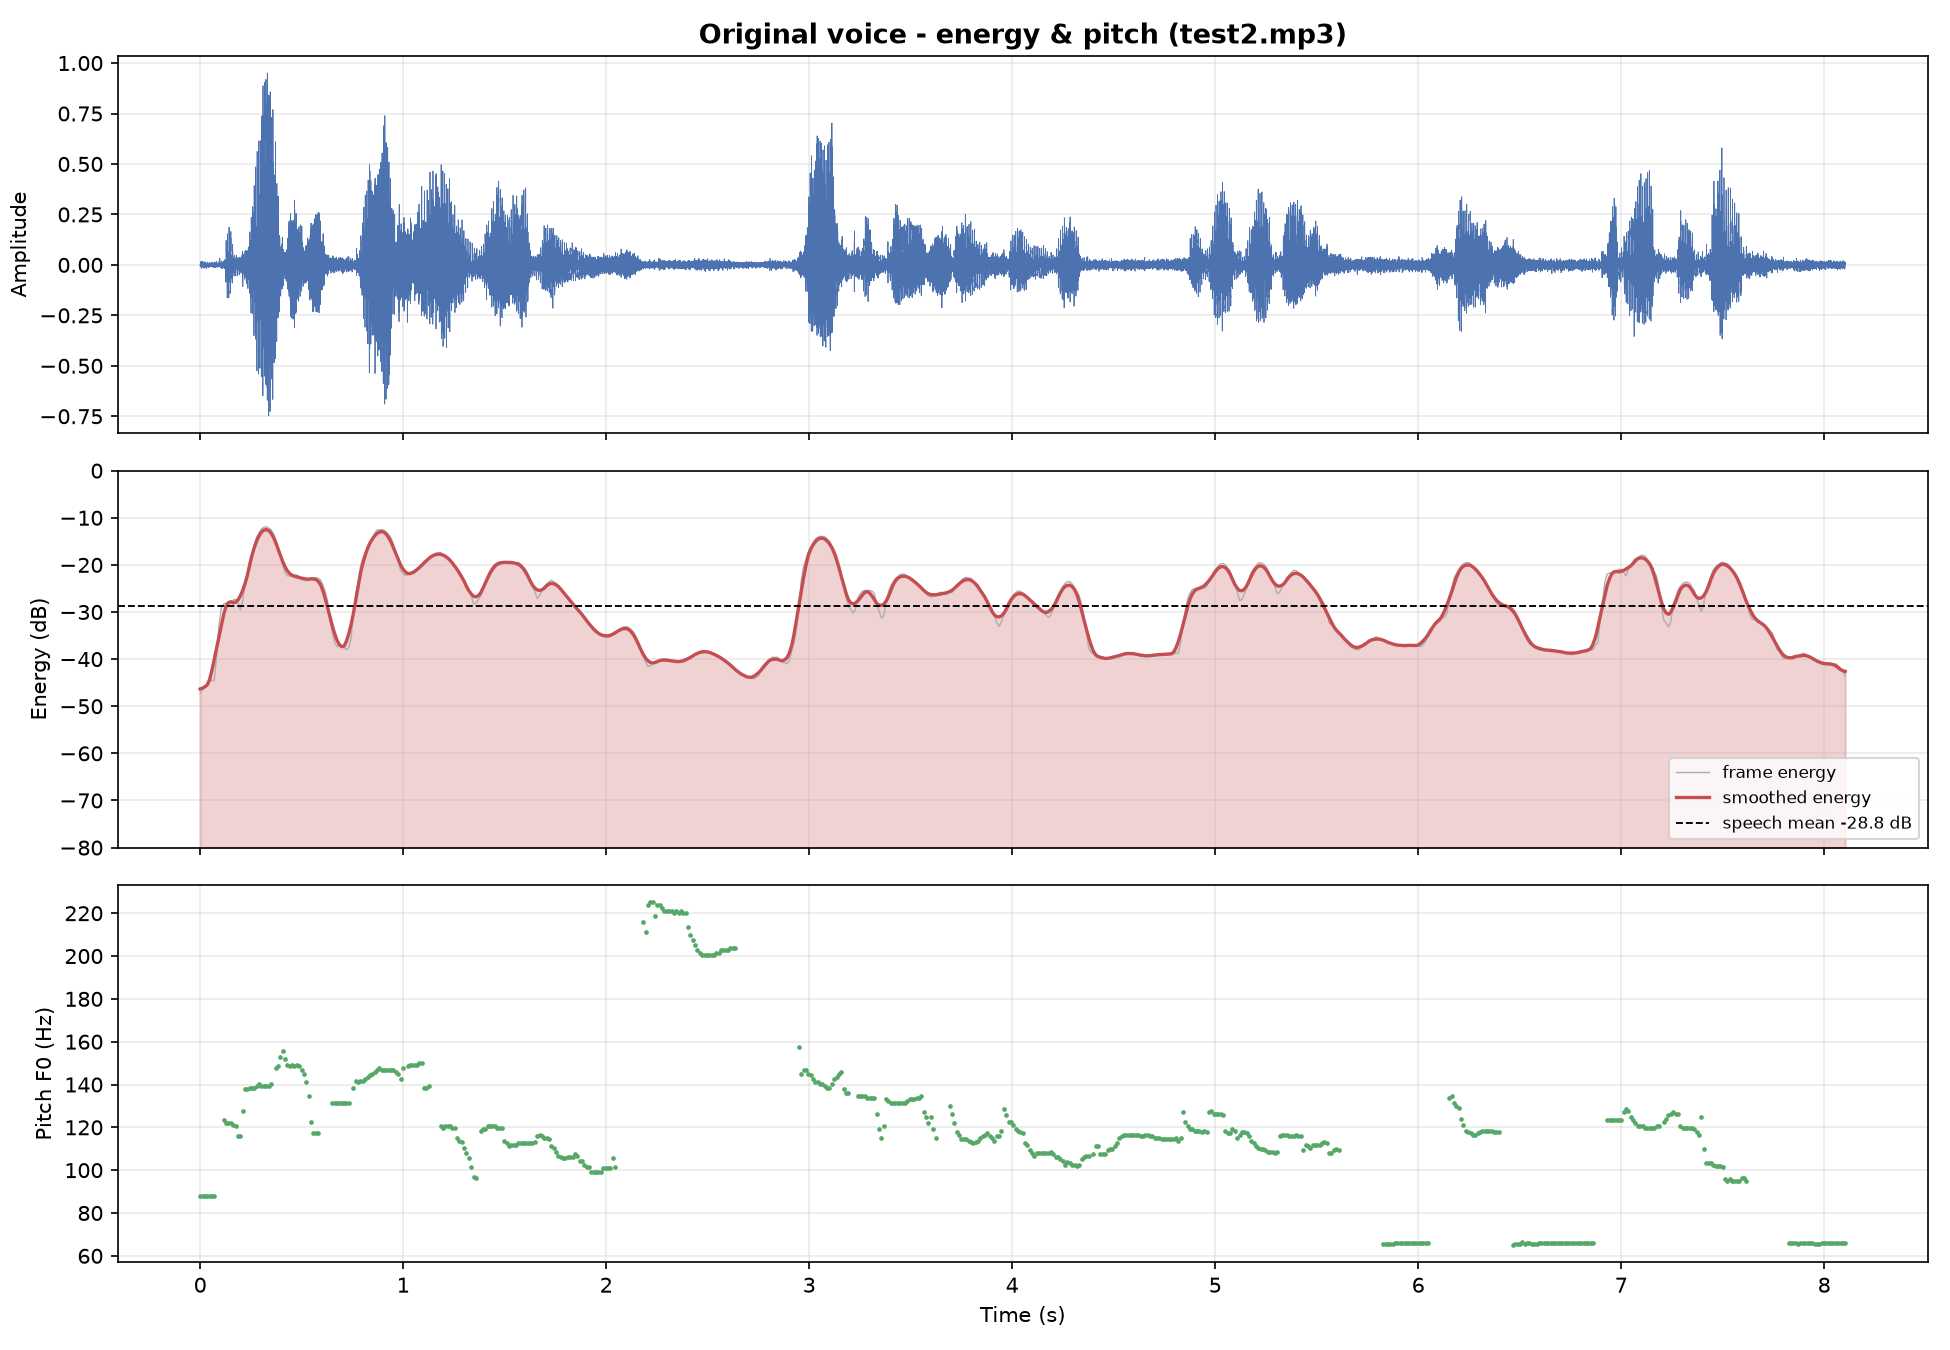 Original voice - energy & pitch (test2.mp3)
1.00
0.75
0.50
0.25
0.00
−0.25
−0.50
−0.75
Amplitude
0
−10
−20
−30
−40
−50
−60
−70
−80
Energy (dB)
frame energy
smoothed energy
speech mean -28.8 dB
220
200
180
160
140
120
100
80
60
Pitch F0 (Hz)
0 1 2 3 4 5 6 7 8
Time (s)